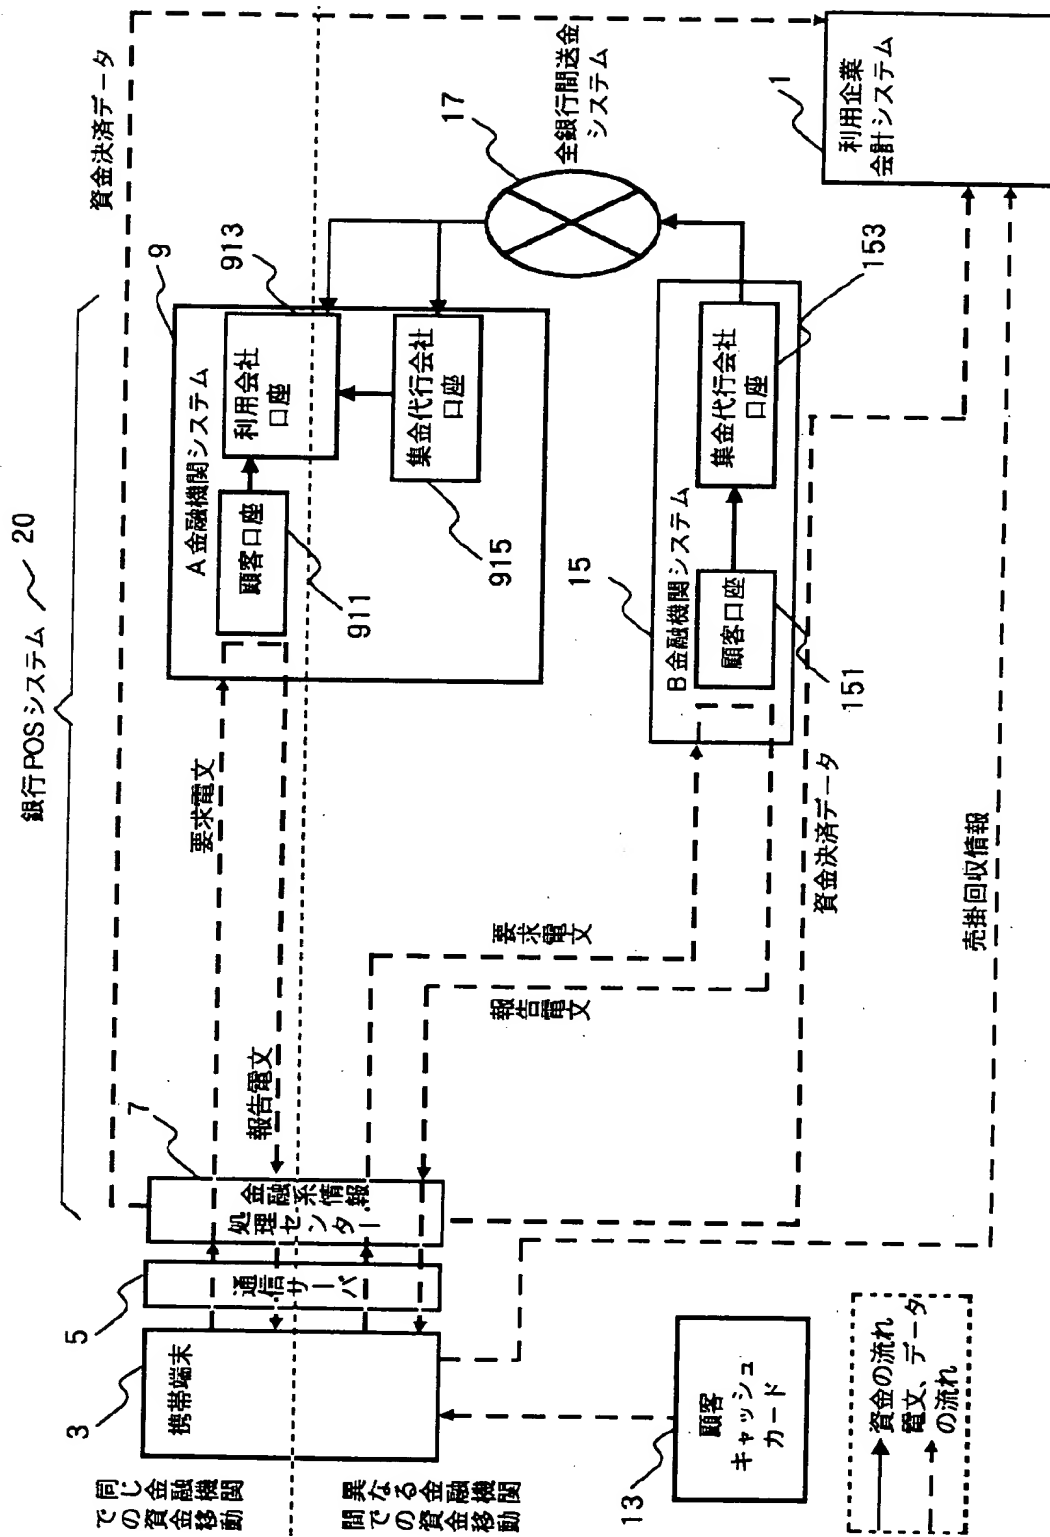 銀行POSシステム 20
資金決済データ
同じ金融機関
での資金移動
異なる金融機関
間での資金移動
3
携帯端末
5
通信サーバ
7
金融系情報
処理センター
要求電文
報告電文
9
A金融機関システム
顧客口座
911
利用会社
口座
913
集金代行会社
口座
915
17
全銀行間送金
システム
要求電文
報告電文
15
B金融機関システム
顧客口座
151
集金代行会社
口座
153
資金決済データ
売掛回収情報
1
利用企業
会計システム
13
顧客
キャッシュ
カード
資金の流れ
電文、データ
の流れ